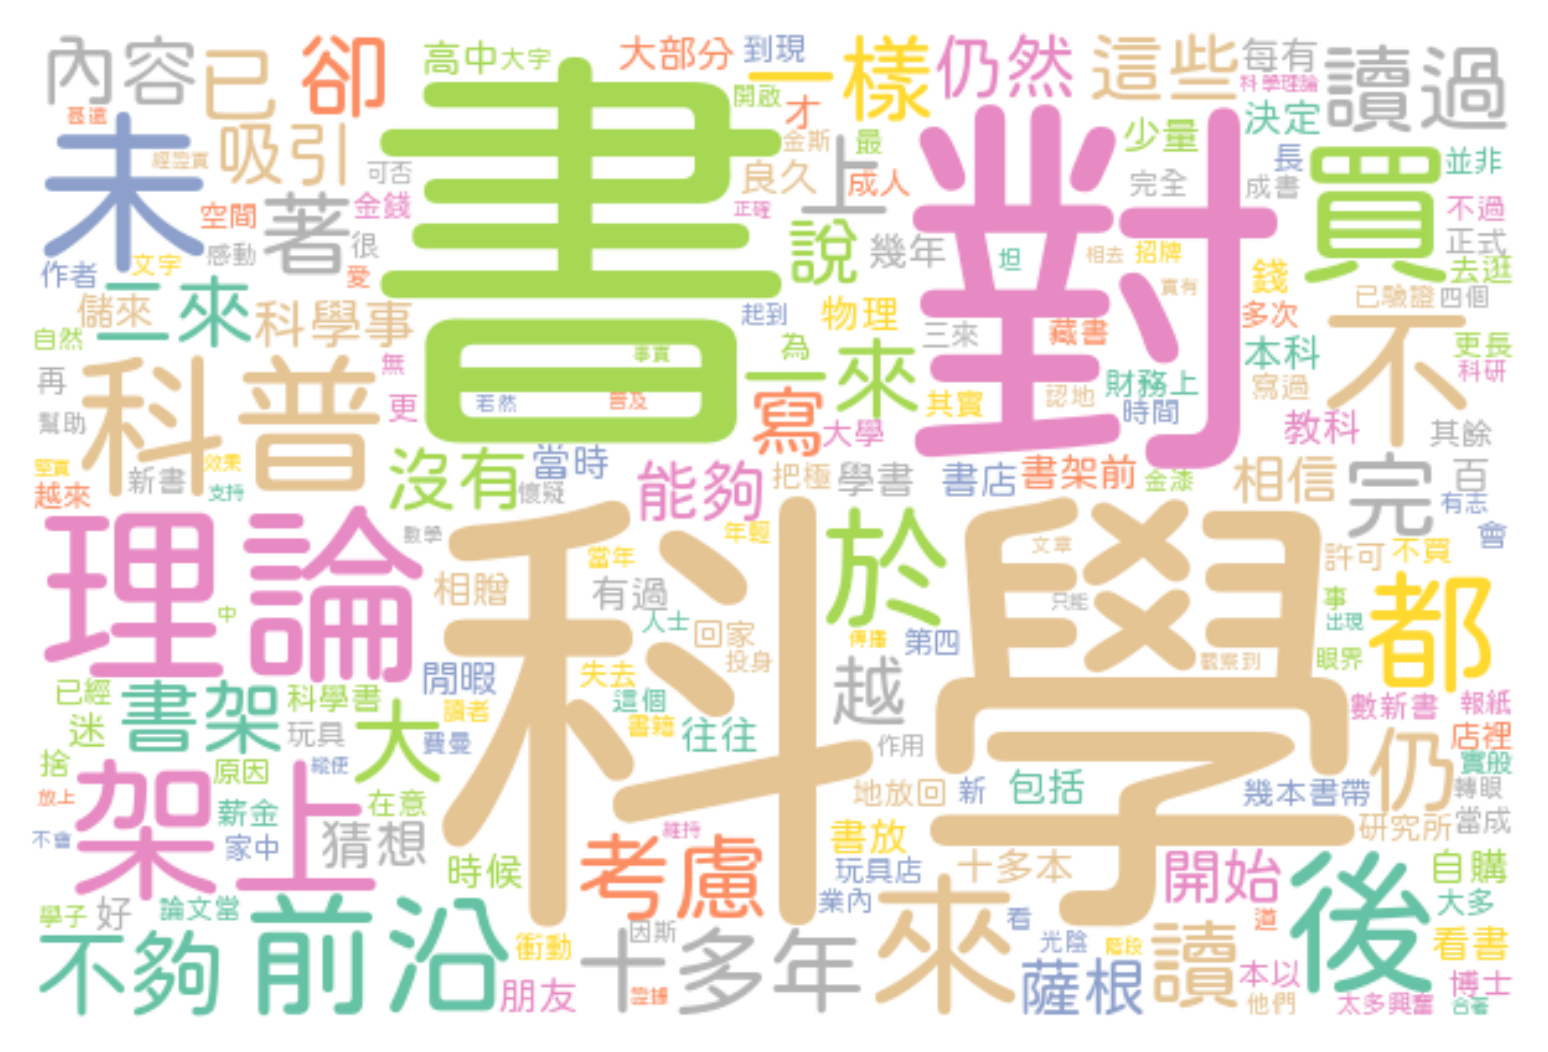 內容
已
卻
高中
大字
大部分
到現
一樣
仍然
這些
每有
科學理論
讀過
甚遠
未
經證實
吸引
可否
書
開啟
才
金斯
最
上
良久
成人
正確
對
少量
決定
長
完全
成書
買
並非
不過
正式
去逛
空間
著
金錢
感動
很
愛
作者
文字
二來
儲來
科學事
自然
說
幾年
坦
相去
招牌
實有
錢
已驗證
四個
多次
起到
物理
三來
藏書
為
一來
事實
若然
普及
寫
大學
其實
認地
財務上
時間
本科
寫過
教科
不
更長
科研
其餘
再
科普
無
更
幫助
罕實
越來
新書
效果
支持
沒有
懷疑
當時
能夠
把極
學書
書店
書架前
金漆
相信
完
百
有志
會
理論
中
數學
科學
年輕
當年
相贈
有過
人士
回家
投身
於
傳播
第四
文章
只能
觀察到
許可
不買
事
出現
眼界
都
已經
書架
科學書
迷
玩具
大
閒暇
讀者
費曼
失去
這個
書籍
往往
越
作用
數新書
報紙
店裡
實般
轉眼
仍
捨
放上
架上
原因
縱使
薪金
在意
家中
猜想
不會
時候
考慮
維持
地放回
新
包括
幾本書帶
研究所
當成
書放
玩具店
業內
十多本
開始
後
自購
大多
看書
博士
學子
好
論文當
不夠
前沿
衝動
朋友
因斯
證據
十多年
來
看
光陰
階段
薩根
讀
道
本以
他們
太多興奮
合著